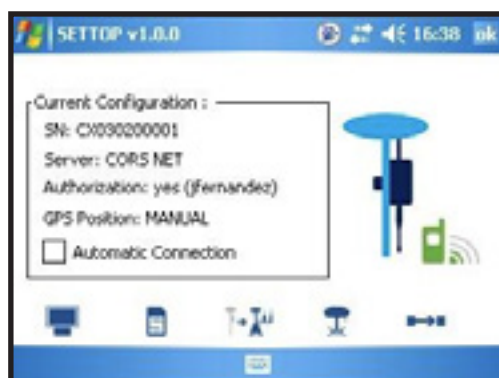 SETTOP v1.0.0 16:38 ok
Current Configuration :
SN: CX030200001
Server: CORS NET
Authorization: yes (jfernandez)
GPS Position: MANUAL
Automatic Connection